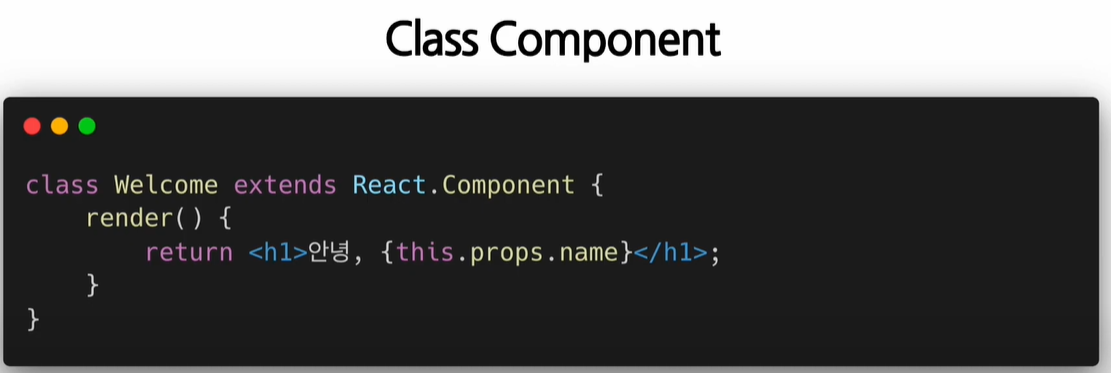 Class Component
class Welcome extends React.Component {
    render() {
        return <h1>안녕, {this.props.name}</h1>;
    }
}